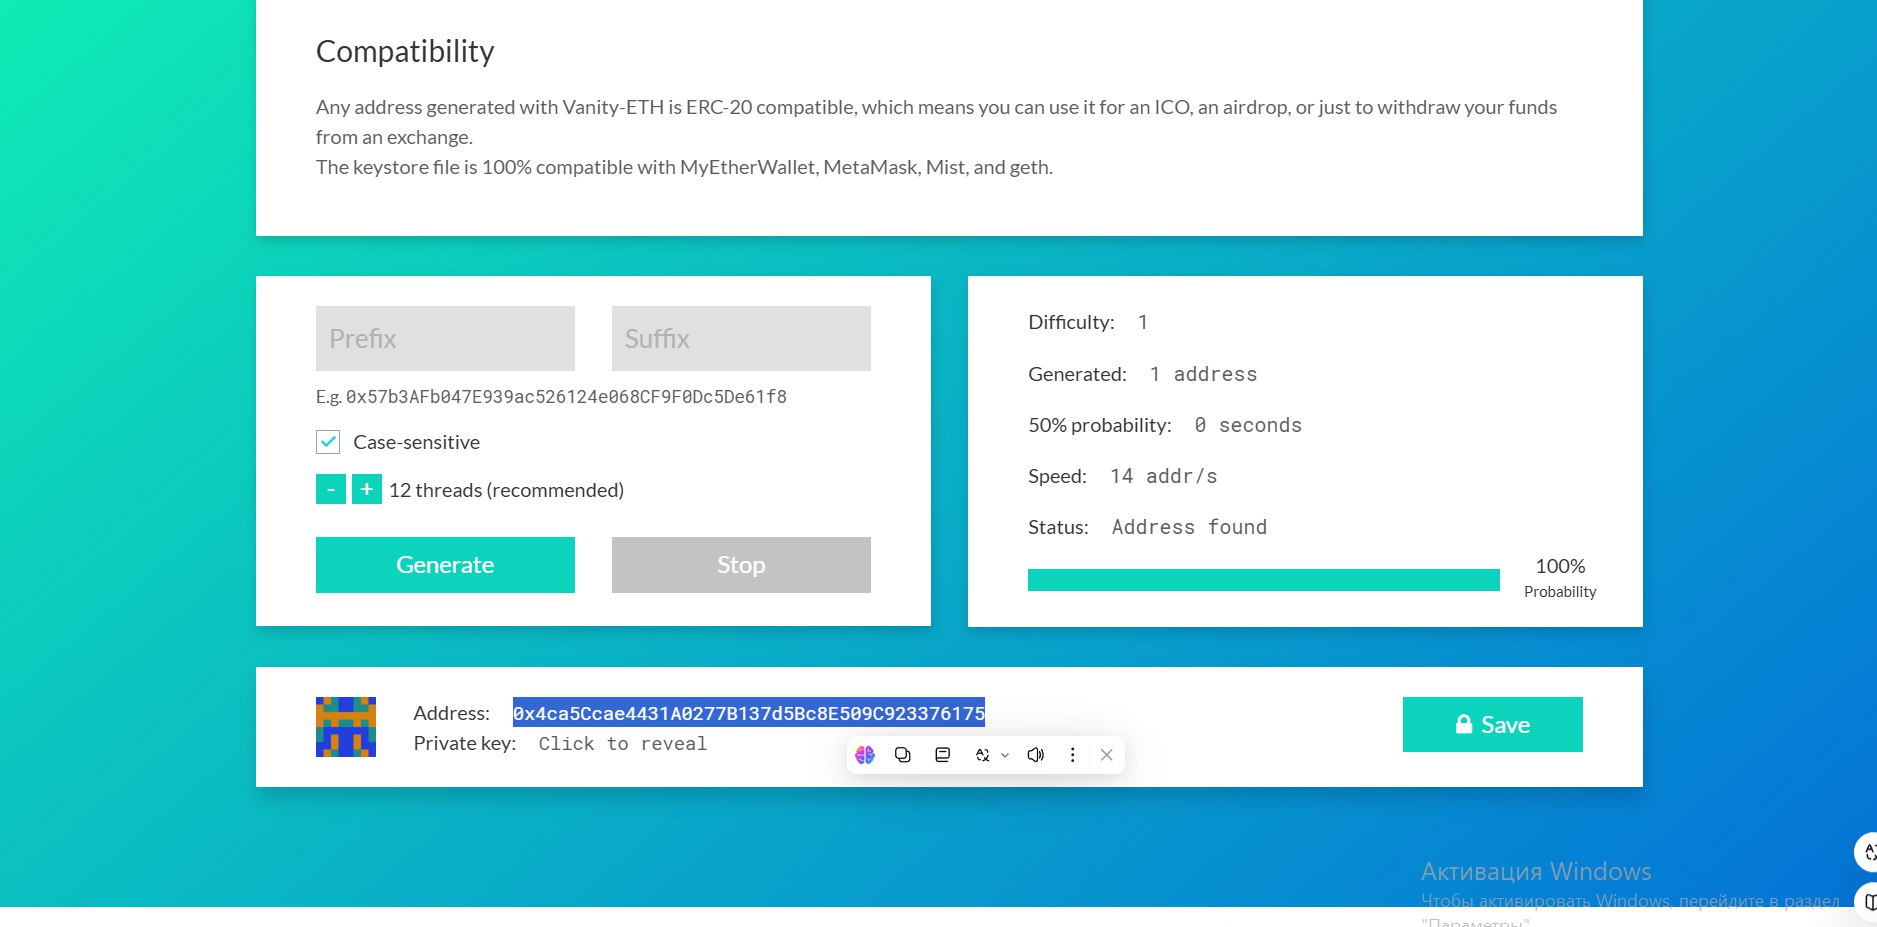 Compatibility
Any address generated with Vanity-ETH is ERC-20 compatible, which means you can use it for an ICO, an airdrop, or just to withdraw your funds
from an exchange.
The keystore file is 100% compatible with MyEtherWallet, MetaMask, Mist, and geth.
Prefix
Suffix
E.g. 0x57b3AFb047E939ac526124e068CF9F0Dc5De61f8
Case-sensitive
- + 12 threads (recommended)
Generate
Stop
Difficulty: 1
Generated: 1 address
50% probability: 0 seconds
Speed: 14 addr/s
Status: Address found
100%
Probability
Address: 0x4ca5Ccae4431A0277B137d5Bc8E509C923376175
Private key: Click to reveal
Save
Активация Windows
Чтобы активировать Windows, перейдите в раздел
"Параметры"